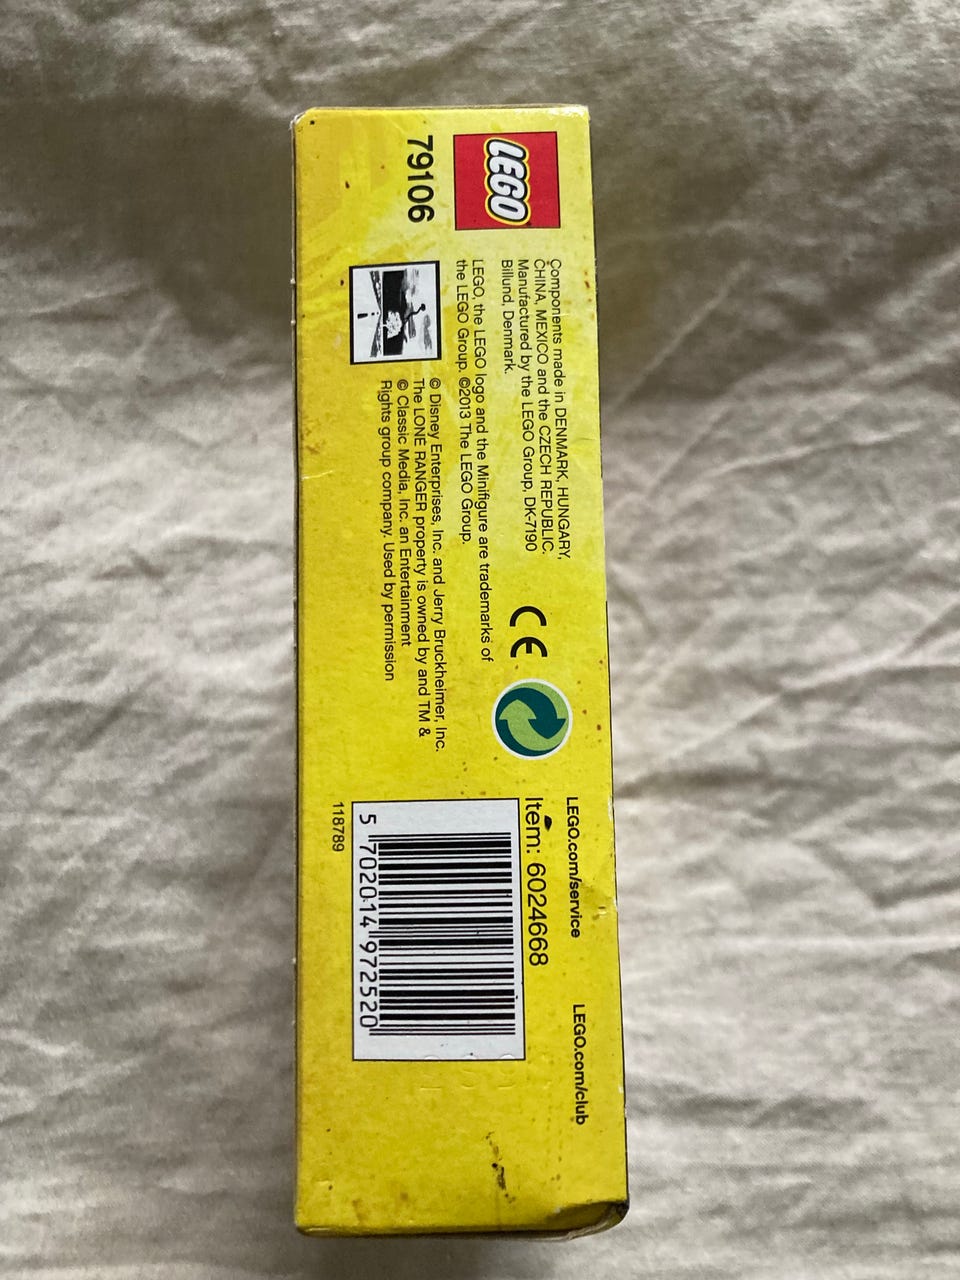 LEGO
79106
Components made in DENMARK, HUNGARY,
CHINA, MEXICO and the CZECH REPUBLIC.
Manufactured by the LEGO Group, DK-7190
Billund, Denmark.
LEGO, the LEGO logo and the Minifigure are trademarks of
the LEGO Group. ©2013 The LEGO Group.
© Disney Enterprises, Inc. and Jerry Bruckheimer, Inc.
The LONE RANGER property is owned by and TM &
© Classic Media, Inc. an Entertainment
Rights group company. Used by permission
CE
LEGO.com/service
LEGO.com/club
Item: 6024668
5 702014 972520
118789